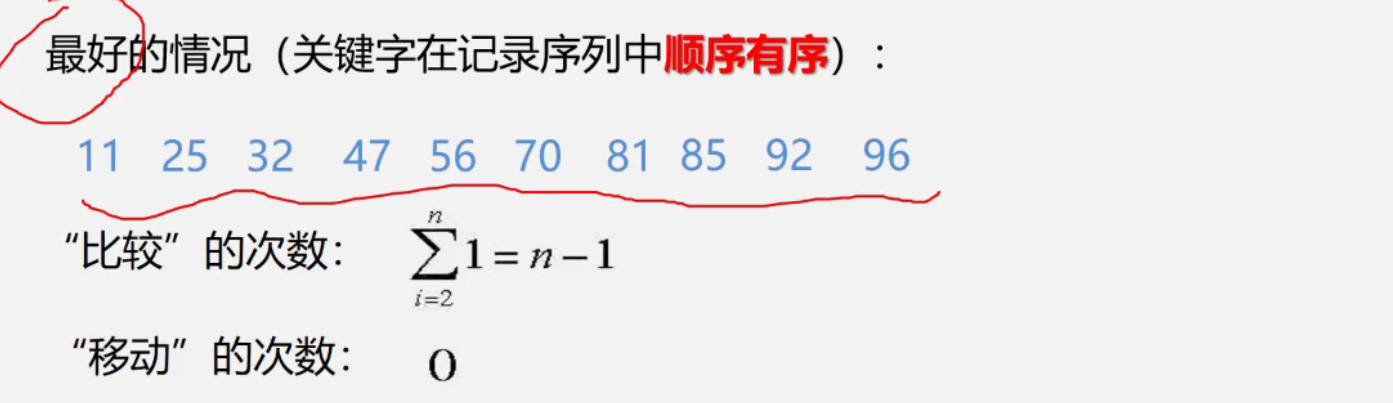 最好的情况（关键字在记录序列中顺序有序）：
11 25 32 47 56 70 81 85 92 96
“比较”的次数： $\sum_{i=2}^{n} 1 = n - 1$
“移动”的次数： 0